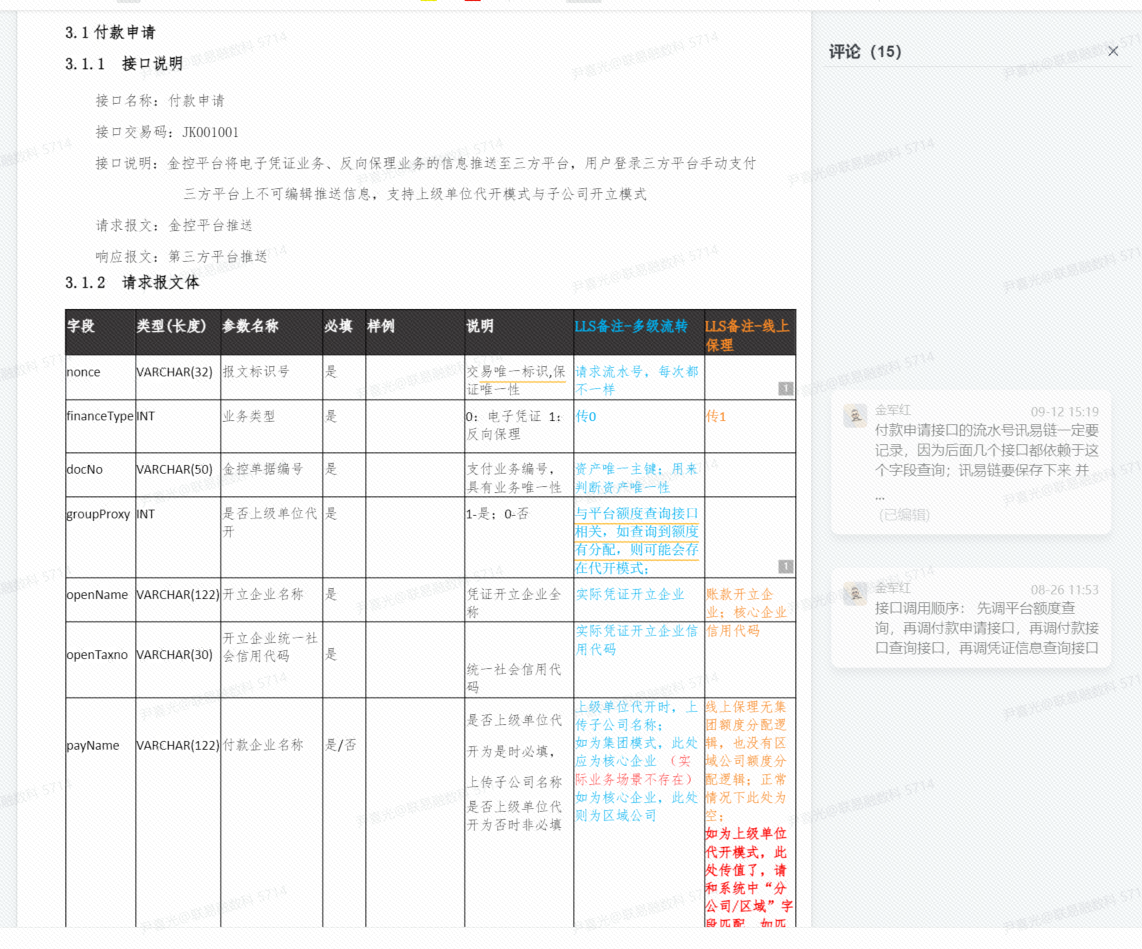 3.1 付款申请
3.1.1 接口说明
接口名称：付款申请
接口交易码：JK001001
接口说明：金控平台将电子凭证业务、反向保理业务的信息推送至三方平台，用户登录三方平台手动支付
三方平台上不可编辑推送信息，支持上级单位代开模式与子公司开立模式
请求报文：金控平台推送
响应报文：第三方平台推送
3.1.2 请求报文体
字段 类型(长度) 参数名称 必填 样例 说明 LLS备注-多级流转 LLS备注-线上
保理
nonce VARCHAR(32) 报文标识号 是 交易唯一标识,保 请求流水号，每次都
证唯一性 不一样
1
financeType INT 业务类型 是 0：电子凭证 1： 传0 传1
反向保理
docNo VARCHAR(50) 金控单据编号 是 支付业务编号， 资产唯一主键；用来
具有业务唯一性 判断资产唯一性
groupProxy INT 是否上级单位代 是 1-是；0-否 与平台额度查询接口
开 相关，如查询到额度
有分配，则可能会存
在代开模式；
1
openName VARCHAR(122) 开立企业名称 是 凭证开立企业全 实际凭证开立企业 账款开立企
称 业；核心企业
openTaxno VARCHAR(30) 开立企业统一社 是 统一社会信用代 实际凭证开立企业信 信用代码
会信用代码 码 用代码
payName VARCHAR(122) 付款企业名称 是/否
是否上级单位代
开为是时必填，
上传子公司名称
是否上级单位代
开为否时非必填
上级单位代开时，上
传子公司名称；
如为集团模式，此处
应为核心企业 （实
际业务场景不存在）
如为核心企业，此处
则为区域公司
线上保理无集
团额度分配逻
辑，也没有区
域公司额度分
配逻辑；正常
情况下此处为
空；
如为上级单位
代开模式，此
处传值了，请
和系统中“分
公司/区域”字
段匹配，如匹
评论（15）
金军红 09-12 15:19
付款申请接口的流水号讯易链一定要
记录，因为后面几个接口都依赖于这
个字段查询；讯易链要保存下来 并
...
（已编辑）
金军红 08-26 11:53
接口调用顺序： 先调平台额度查
询，再调付款申请接口，再调付款接
口查询接口，再调凭证信息查询接口
尹喜光@联易融数科 5714